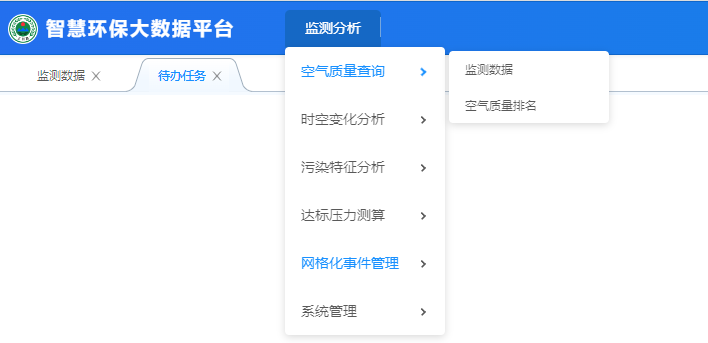 智慧环保大数据平台
监测分析
监测数据
待办任务
空气质量查询
时空变化分析
污染特征分析
达标压力测算
网格化事件管理
系统管理
监测数据
空气质量排名